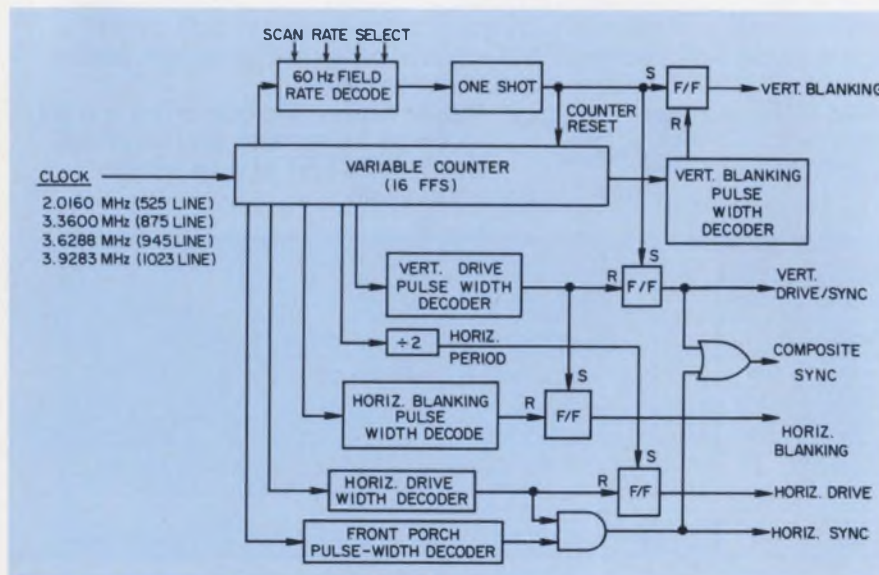 SCAN RATE SELECT
60 Hz FIELD
RATE DECODE
ONE SHOT
S
F/F
VERT. BLANKING
R
COUNTER
RESET
CLOCK
2.0160 MHz (525 LINE)
3.3600 MHz (875 LINE)
3.6288 MHz (945 LINE)
3.9283 MHz (1023 LINE)
VARIABLE COUNTER
(16 FFS)
VERT. BLANKING
PULSE
WIDTH
DECODER
VERT. DRIVE
PULSE WIDTH
DECODER
R
S
F/F
VERT.
DRIVE/SYNC
÷2
HORIZ.
PERIOD
COMPOSITE
SYNC
HORIZ. BLANKING
PULSE
WIDTH DECODE
R
S
F/F
HORIZ.
BLANKING
HORIZ. DRIVE
WIDTH DECODER
R
S
F/F
HORIZ. DRIVE
FRONT PORCH
PULSE-WIDTH DECODER
HORIZ. SYNC